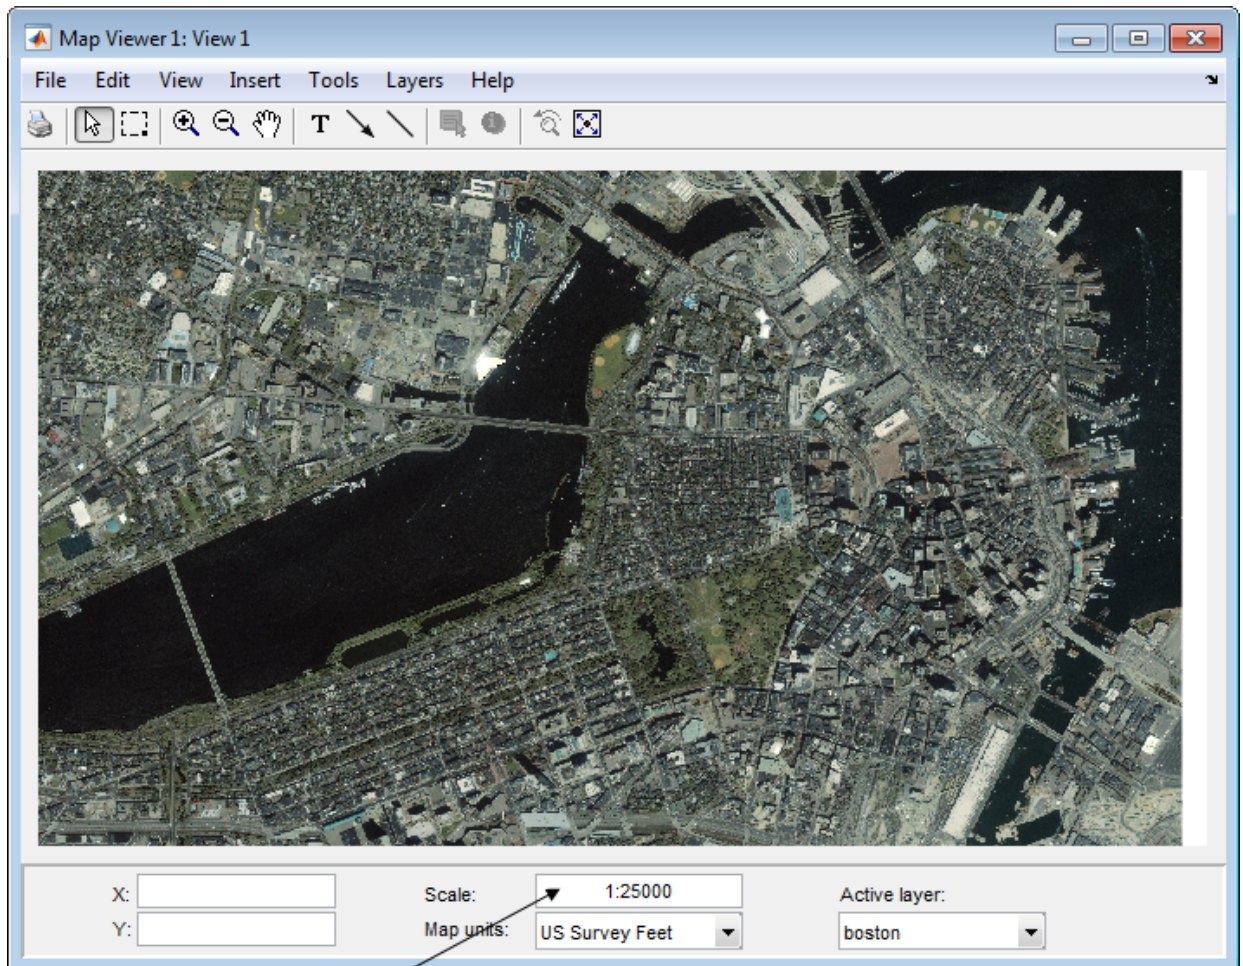 Map Viewer 1: View 1
File Edit View Insert Tools Layers Help
T
X: Scale: 1:25000 Active layer:
Y: Map units: US Survey Feet boston